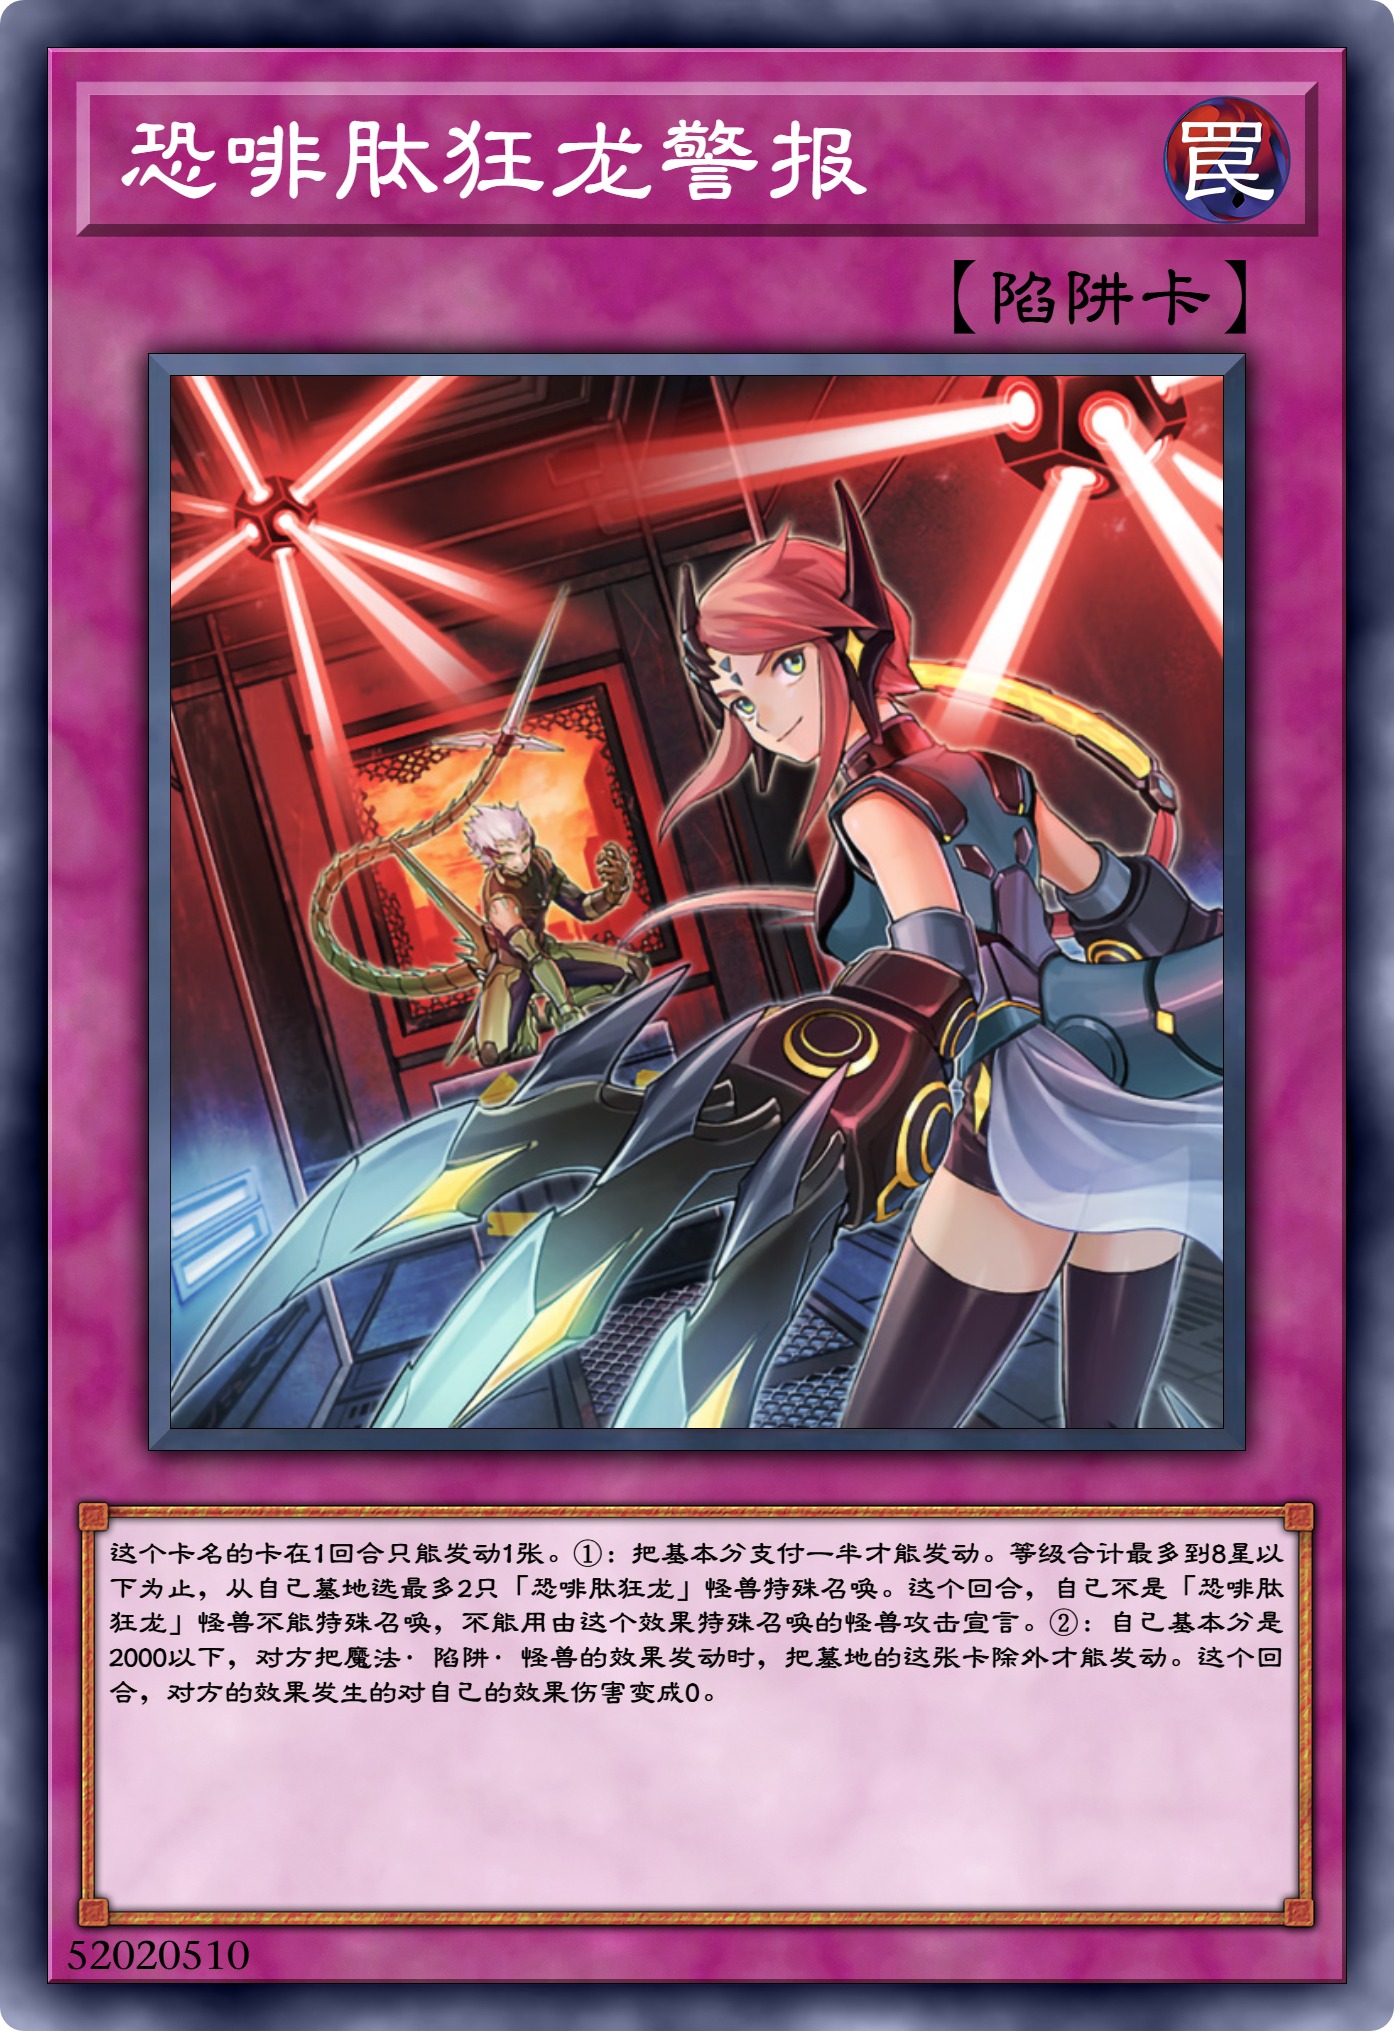 恐啡肽狂龙警报
罠
【陷阱卡】
这个卡名的卡在1回合只能发动1张。①：把基本分支付一半才能发动。等级合计最多到8星以
下为止，从自己墓地选最多2只「恐啡肽狂龙」怪兽特殊召唤。这个回合，自己不是「恐啡肽
狂龙」怪兽不能特殊召唤，不能用由这个效果特殊召唤的怪兽攻击宣言。②：自己基本分是
2000以下，对方把魔法·陷阱·怪兽的效果发动时，把墓地的这张卡除外才能发动。这个回
合，对方的效果发生的对自己的效果伤害变成0。
52020510